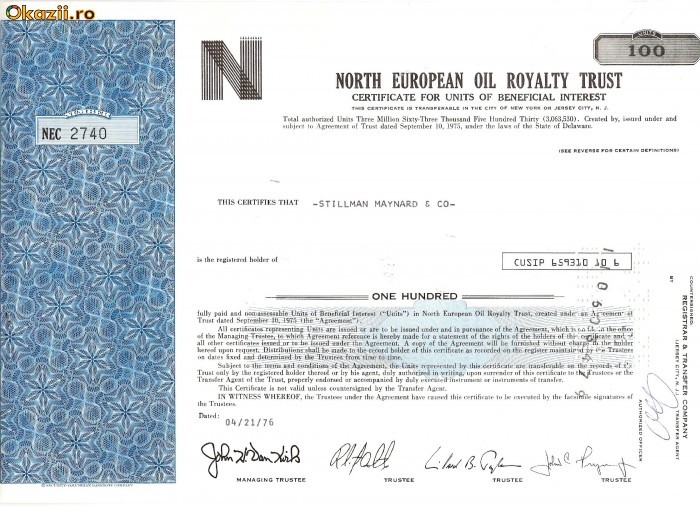 Okazii.ro
N
UNITS
100
NORTH EUROPEAN OIL ROYALTY TRUST
CERTIFICATE FOR UNITS OF BENEFICIAL INTEREST
THIS CERTIFICATE IS TRANSFERABLE IN THE CITY OF NEW YORK OR JERSEY CITY, N. J.
Total authorized Units Three Million Sixty-Three Thousand Five Hundred Thirty (3,063,530). Created by, issued under and
subject to Agreement of Trust dated September 10, 1975, under the laws of the State of Delaware.
NUMBER
NEC 2740
(SEE REVERSE FOR CERTAIN DEFINITIONS)
THIS CERTIFIES THAT -STILLMAN MAYNARD & CO-
is the registered holder of
CUSIP 659310 10 6
ONE HUNDRED
fully paid and non-assessable Units of Beneficial Interest ("Units") in North European Oil Royalty Trust, created under an Agreement of
Trust dated September 10, 1975 (the "Agreement").
All certificates representing Units are issued or are to be issued under and in pursuance of the Agreement, which is on file in the office
of the Managing Trustee, to which Agreement reference is hereby made for a statement of the rights of the holders of this certificate and of
all other certificates issued or to be issued under the Agreement. A copy of the Agreement will be furnished without charge to the holder
hereof upon request. Distributions shall be made to the record holder of this certificate as recorded on the register maintained by the Trustees
on dates fixed and determined by the Trustees from time to time.
Subject to the terms and conditions of the Agreement, the Units represented by this certificate are transferable on the records of the
Trust only by the registered holder thereof or by his agent, duly authorized in writing, upon surrender of this certificate to the Trustees or the
Transfer Agent of the Trust, properly endorsed or accompanied by duly executed instrument or instruments of transfer.
This certificate is not valid unless countersigned by the Transfer Agent.
IN WITNESS WHEREOF, the Trustees under the Agreement have caused this certificate to be executed by the facsimile signatures of
the Trustees.
Dated: 04/21/76
MANAGING TRUSTEE
TRUSTEE
TRUSTEE
TRUSTEE
COUNTERSIGNED:
REGISTRAR & TRANSFER COMPANY
(JERSEY CITY, N. J.) TRANSFER AGENT
BY
AUTHORIZED OFFICER